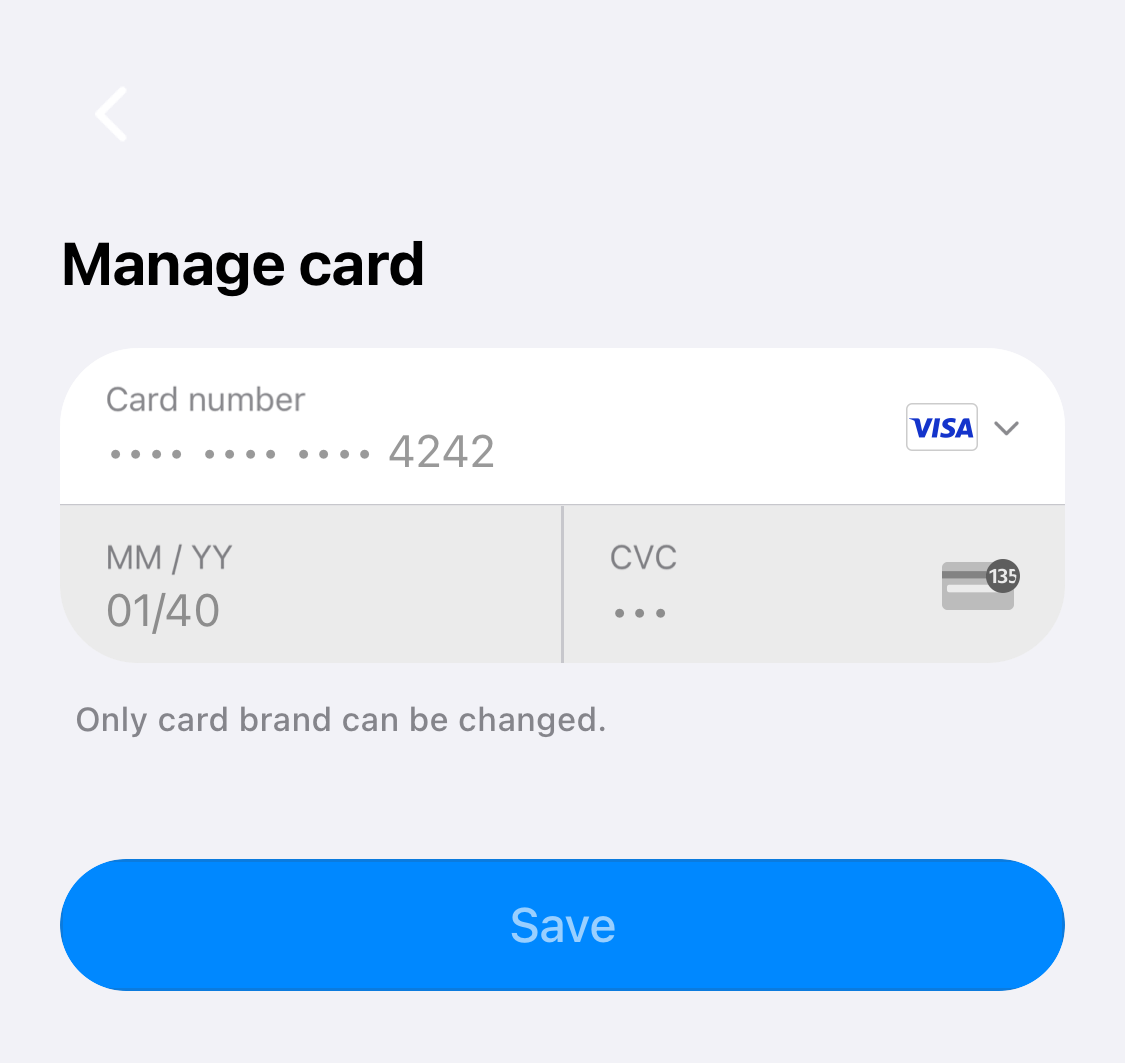 Manage card
Card number
VISA
•••• •••• •••• 4242
MM / YY
01/40
CVC
•••
135
Only card brand can be changed.
Save